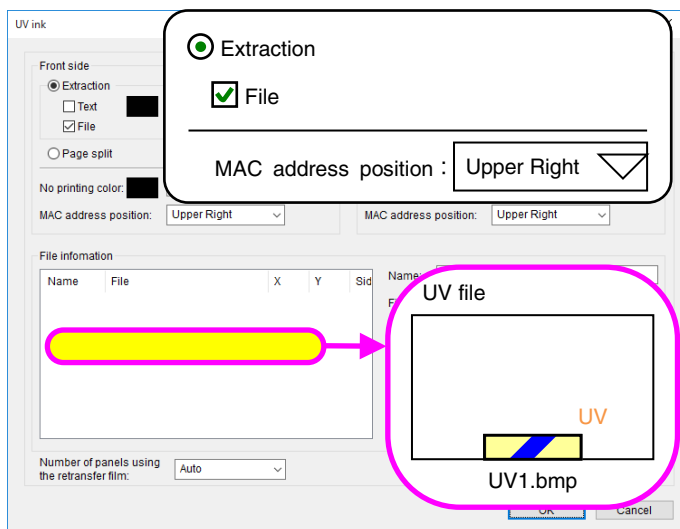 UV ink
Extraction
File
MAC address position : Upper Right
Front side
Extraction
Text
File
Page split
No printing color:
MAC address position: Upper Right
MAC address position: Upper Right
File infomation
Name File X Y Sid
Name:
UV file
UV
UV1.bmp
Number of panels using
the retransfer film: Auto
OK Cancel